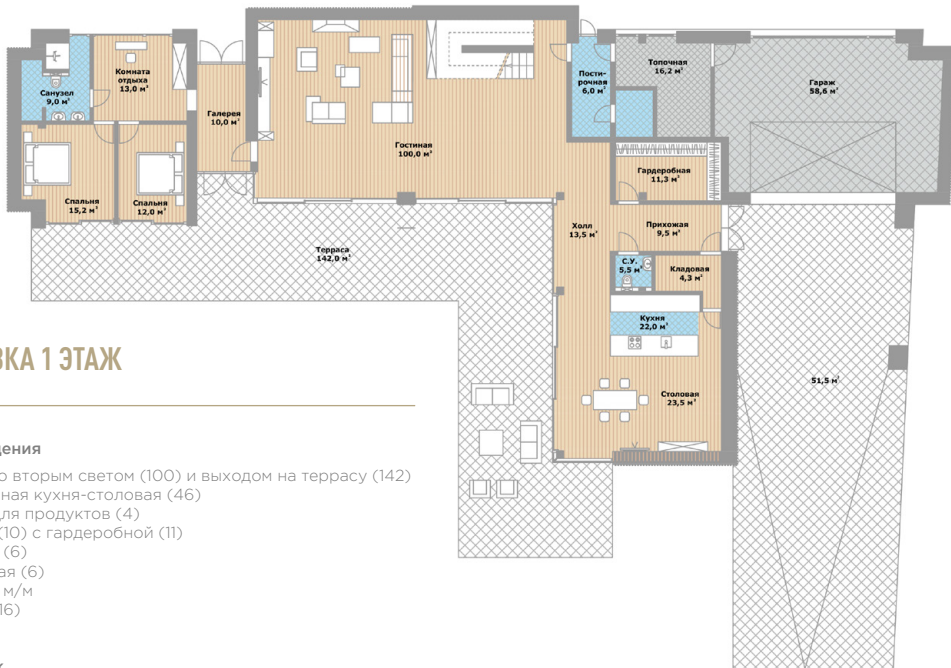 Санузел
9,0 м²
Комната
отдыха
13,0 м²
Галерея
10,0 м²
Гостиная
100,0 м²
Пости-
рочная
6,0 м²
Топочная
16,2 м²
Гараж
58,6 м²
Спальня
15,2 м²
Спальня
12,0 м²
Гардеробная
11,3 м²
Терраса
142,0 м²
Холл
13,5 м²
Прихожая
9,5 м²
С.У.
5,5 м²
Кладовая
4,3 м²
Кухня
22,0 м²
Столовая
23,5 м²
51,5 м²
ВКА 1 ЭТАЖ
вторым светом (100) и выходом на террасу (142)
кухня-столовая (46)
для продуктов (4)
(10) с гардеробной (11)
(6)
(6)
м/м